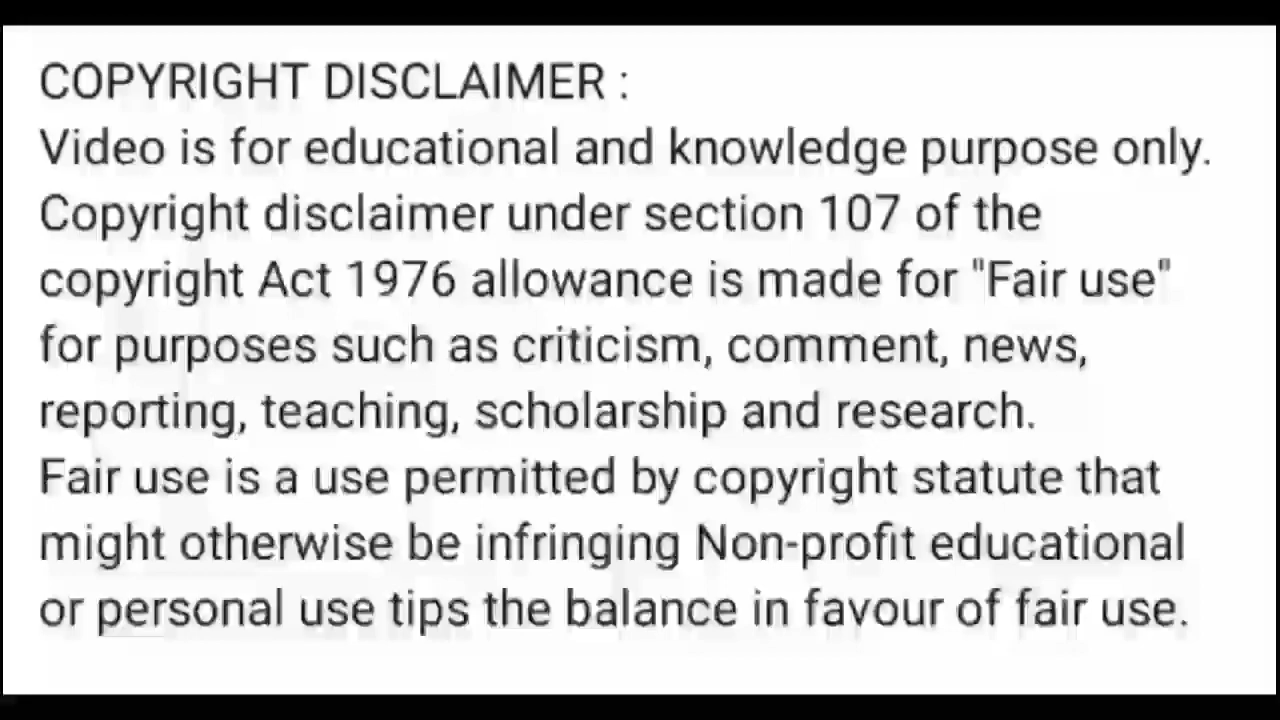 COPYRIGHT DISCLAIMER :
Video is for educational and knowledge purpose only.
Copyright disclaimer under section 107 of the
copyright Act 1976 allowance is made for "Fair use"
for purposes such as criticism, comment, news,
reporting, teaching, scholarship and research.
Fair use is a use permitted by copyright statute that
might otherwise be infringing Non-profit educational
or personal use tips the balance in favour of fair use.